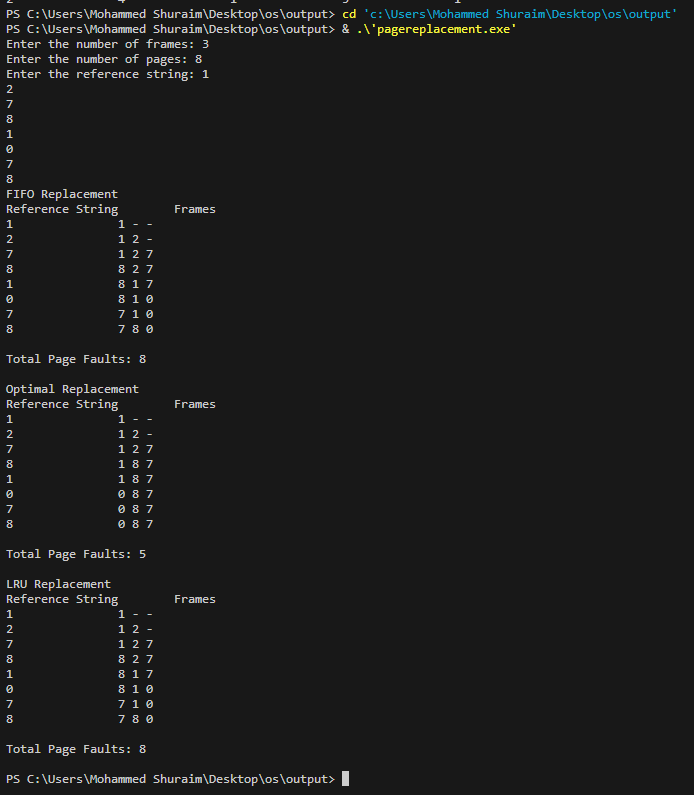 PS C:\Users\Mohammed Shuraim\Desktop\os\output> cd 'c:\Users\Mohammed Shuraim\Desktop\os\output'
PS C:\Users\Mohammed Shuraim\Desktop\os\output> & .\'pagereplacement.exe'
Enter the number of frames: 3
Enter the number of pages: 8
Enter the reference string: 1
2
7
8
1
0
7
8
FIFO Replacement
Reference String        Frames
1               1 - -
2               1 2 -
7               1 2 7
8               8 2 7
1               8 1 7
0               8 1 0
7               7 1 0
8               7 8 0

Total Page Faults: 8

Optimal Replacement
Reference String        Frames
1               1 - -
2               1 2 -
7               1 2 7
8               1 8 7
1               1 8 7
0               0 8 7
7               0 8 7
8               0 8 7

Total Page Faults: 5

LRU Replacement
Reference String        Frames
1               1 - -
2               1 2 -
7               1 2 7
8               8 2 7
1               8 1 7
0               8 1 0
7               7 1 0
8               7 8 0

Total Page Faults: 8

PS C:\Users\Mohammed Shuraim\Desktop\os\output>